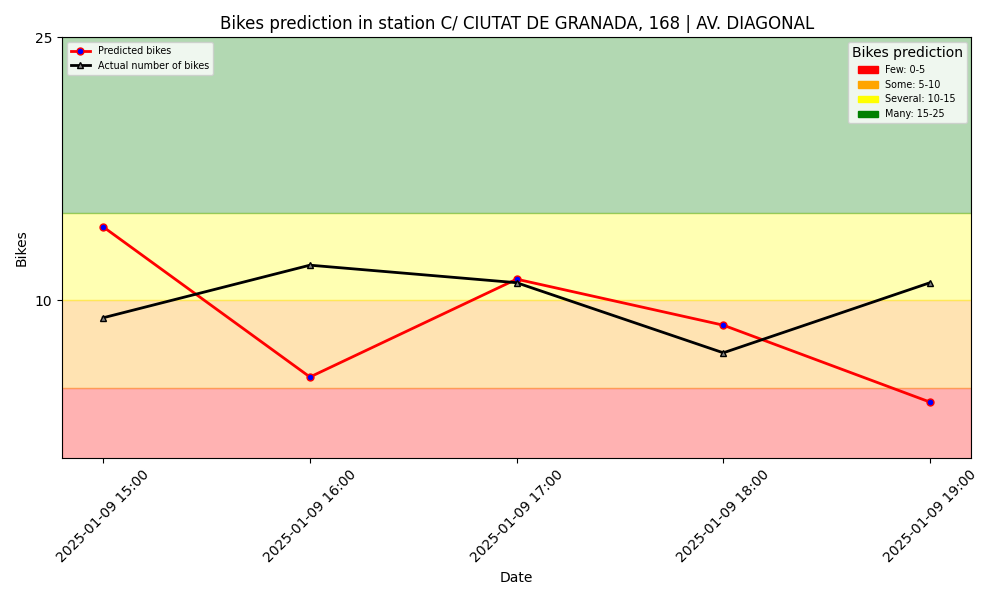 Bikes prediction in station C/ CIUTAT DE GRANADA, 168 | AV. DIAGONAL
25
Predicted bikes
Actual number of bikes
Bikes prediction
Few: 0-5
Some: 5-10
Several: 10-15
Many: 15-25
Bikes
10
2025-01-09 15:00
2025-01-09 16:00
2025-01-09 17:00
2025-01-09 18:00
2025-01-09 19:00
Date